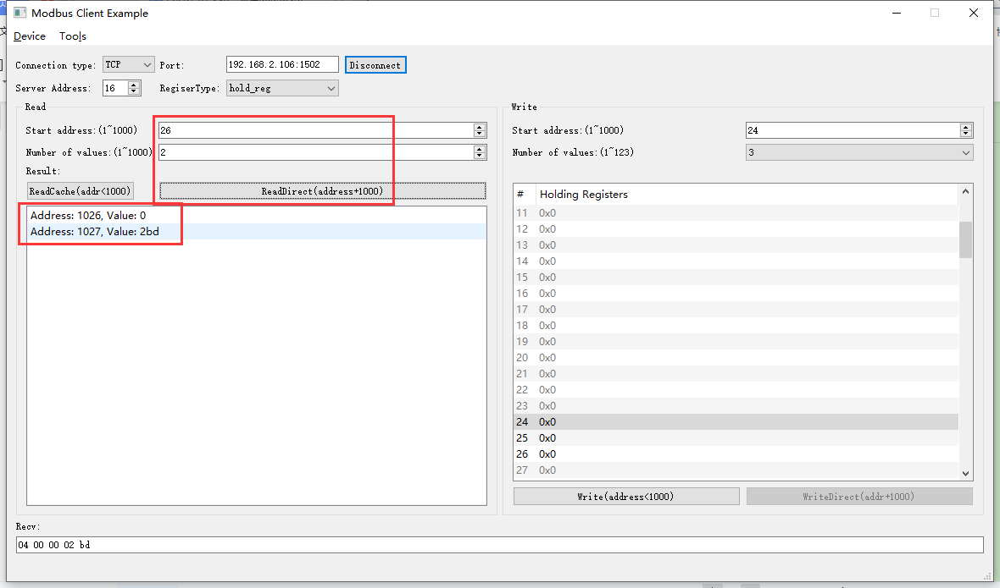 Modbus Client Example
Device Tools
Connection type: TCP Port: 192.168.2.106:1502 Disconnect
Server Address: 16 RegiserType: hold_reg
Read
Start address:(1~1000) 26
Number of values:(1~1000) 2
Result:
ReadCache(addr<1000) ReadDirect(address+1000)
Address: 1026, Value: 0
Address: 1027, Value: 2bd
Write
Start address:(1~1000) 24
Number of values:(1~123) 3
# Holding Registers
11 0x0
12 0x0
13 0x0
14 0x0
15 0x0
16 0x0
17 0x0
18 0x0
19 0x0
20 0x0
21 0x0
22 0x0
23 0x0
24 0x0
25 0x0
26 0x0
27 0x0
Write(address<1000) WriteDirect(addr+1000)
Recv:
04 00 00 02 bd